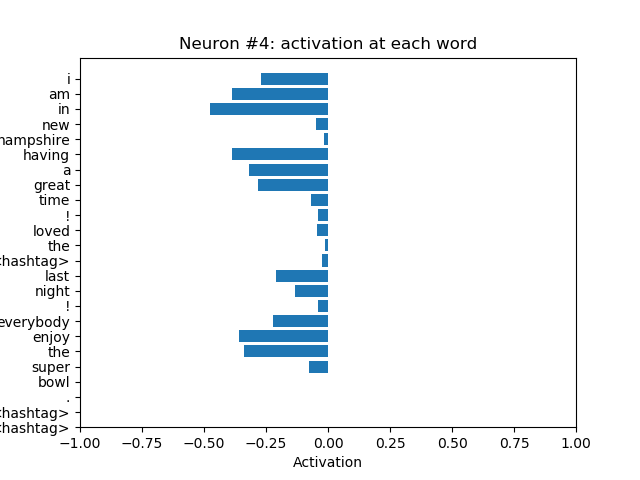 Neuron #4: activation at each word
i
am
in
new
hampshire
having
a
great
time
!
loved
the
<hashtag>
last
night
!
everybody
enjoy
the
super
bowl
.
<hashtag>
<hashtag>
−1.00 −0.75 −0.50 −0.25 0.00 0.25 0.50 0.75 1.00
Activation